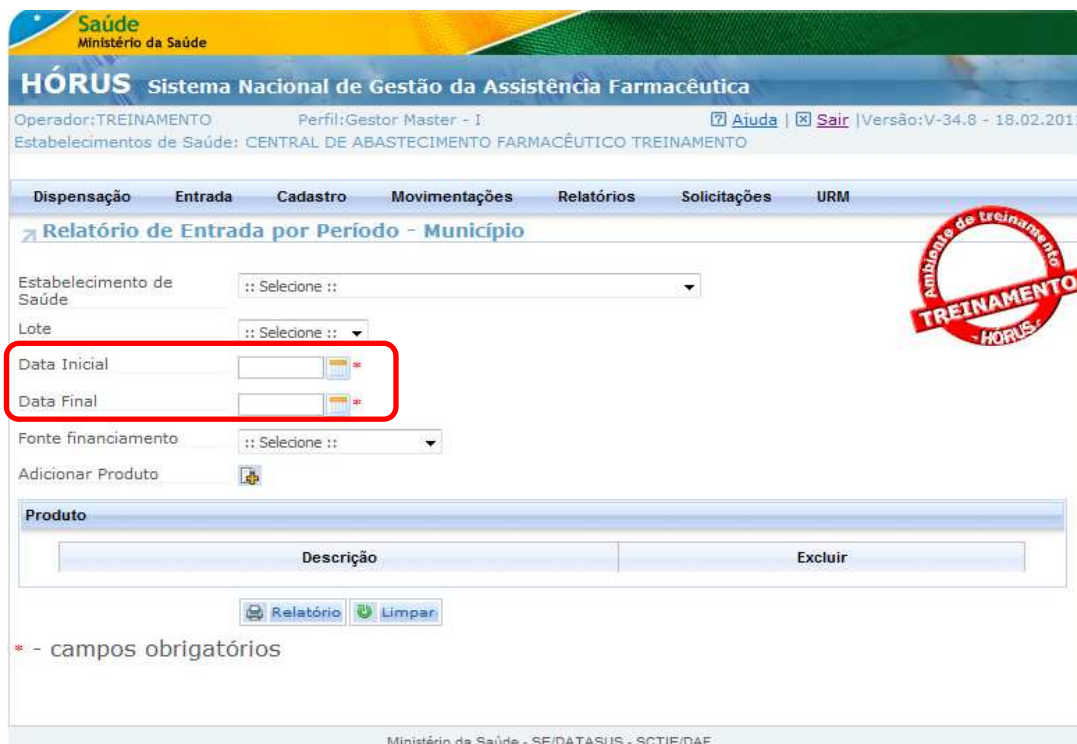 Saúde
Ministério da Saúde
HÓRUS Sistema Nacional de Gestão da Assistência Farmacêutica
Operador:TREINAMENTO Perfil:Gestor Master - I Ajuda | Sair |Versão:V-34.8 - 18.02.201
Estabelecimentos de Saúde: CENTRAL DE ABASTECIMENTO FARMACÊUTICO TREINAMENTO
Dispensação Entrada Cadastro Movimentações Relatórios Solicitações URM
Relatório de Entrada por Período - Município
Ambiente de treinamento
TREINAMENTO
-HÓRUS-
Estabelecimento de
Saúde
:: Selecione ::
Lote :: Selecione ::
Data Inicial *
Data Final *
Fonte financiamento :: Selecione ::
Adicionar Produto
Produto
Descrição Excluir
Relatório Limpar
* - campos obrigatórios
Ministério da Saúde - SE/DATASUS - SCTIE/DAF